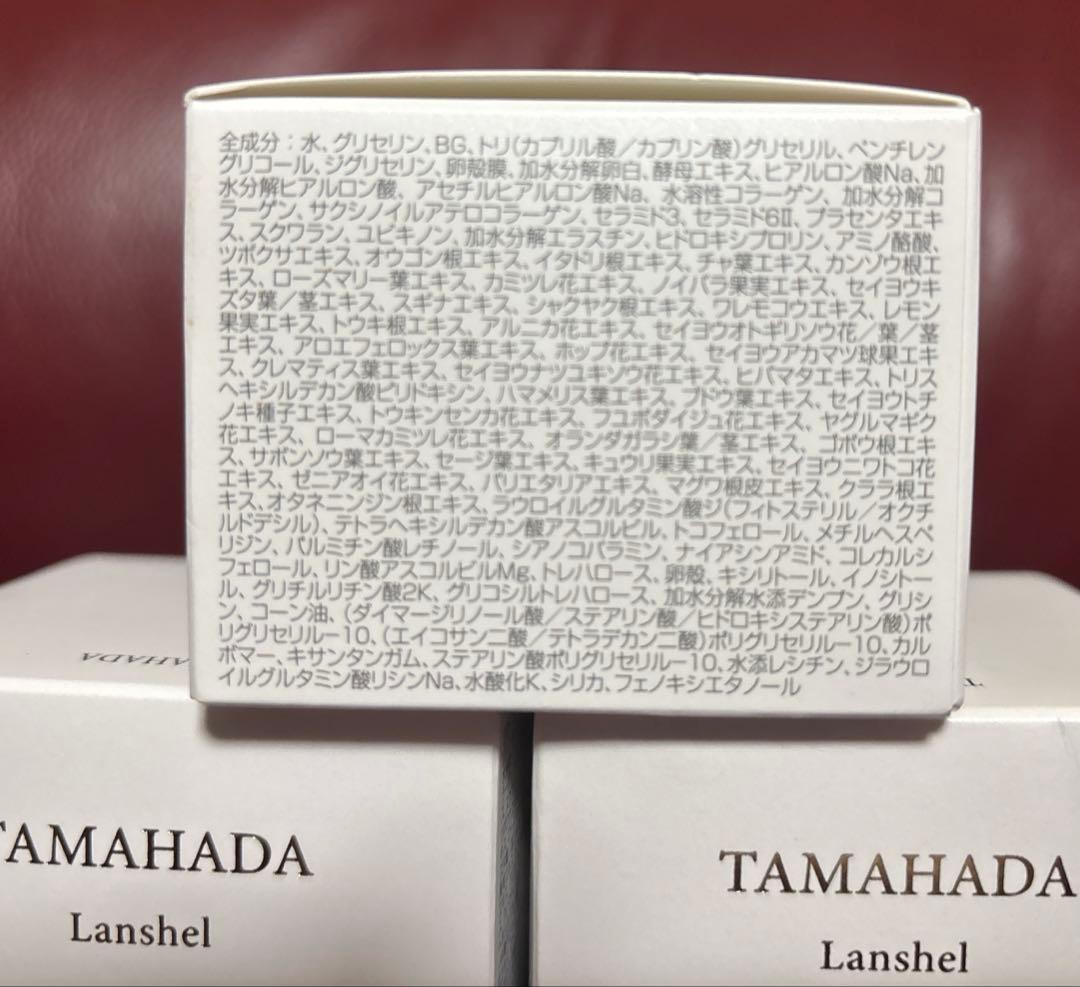 全成分：水、グリセリン、BG、トリ(カプリル酸／カプリン酸)グリセリル、ペンチレン
グリコール、ジグリセリン、卵殻膜、加水分解卵白、酵母エキス、ヒアルロン酸Na、加
水分解ヒアルロン酸、アセチルヒアルロン酸Na、水溶性コラーゲン、加水分解コ
ラーゲン、サクシノイルアテロコラーゲン、セラミド3、セラミド6Ⅱ、プラセンタエキ
ス、スクワラン、ユビキノン、加水分解エラスチン、ヒドロキシプロリン、アミノ酪酸、
ツボクサエキス、オウゴン根エキス、イタドリ根エキス、チャ葉エキス、カンゾウ根エ
キス、ローズマリー葉エキス、カミツレ花エキス、ノイバラ果実エキス、セイヨウキ
ズタ葉／茎エキス、スギナエキス、シャクヤク根エキス、ワレモコウエキス、レモン
果実エキス、トウキ根エキス、アルニカ花エキス、セイヨウオトギリソウ花／葉／茎
エキス、アロエフェロックス葉エキス、ホップ花エキス、セイヨウアカマツ球果エキ
ス、クレマティス葉エキス、セイヨウナツユキソウ花エキス、ヒバマタエキス、トリス
ヘキシルデカン酸ピリドキシン、ハマメリス葉エキス、ブドウ葉エキス、セイヨウトチ
ノキ種子エキス、トウキンセンカ花エキス、フユボダイジュ花エキス、ヤグルマギク
花エキス、ローマカミツレ花エキス、オランダガラシ葉／茎エキス、ゴボウ根エキ
ス、サボンソウ葉エキス、セージ葉エキス、キュウリ果実エキス、セイヨウニワトコ花
エキス、ゼニアオイ花エキス、パリエタリアエキス、マグワ根皮エキス、クララ根エ
キス、オタネニンジン根エキス、ラウロイルグルタミン酸ジ(フィトステリル／オクチ
ルドデシル)、テトラヘキシルデカン酸アスコルビル、トコフェロール、メチルヘスペ
リジン、パルミチン酸レチノール、シアノコバラミン、ナイアシンアミド、コレカルシ
フェロール、リン酸アスコルビルMg、トレハロース、卵殻、キシリトール、イノシトー
ル、グリチルリチン酸2K、グリコシルトレハロース、加水分解水添デンプン、グリシ
ン、コーン油、(ダイマージリノール酸／ステアリン酸／ヒドロキシステアリン酸)ポ
リグリセリル－10、(エイコサン二酸／テトラデカン二酸)ポリグリセリル－10、カル
ボマー、キサンタンガム、ステアリン酸ポリグリセリル－10、水添レシチン、ジラウロ
イルグルタミン酸リシンNa、水酸化K、シリカ、フェノキシエタノール
TAMAHADA
Lanshel
TAMAHADA
Lanshel